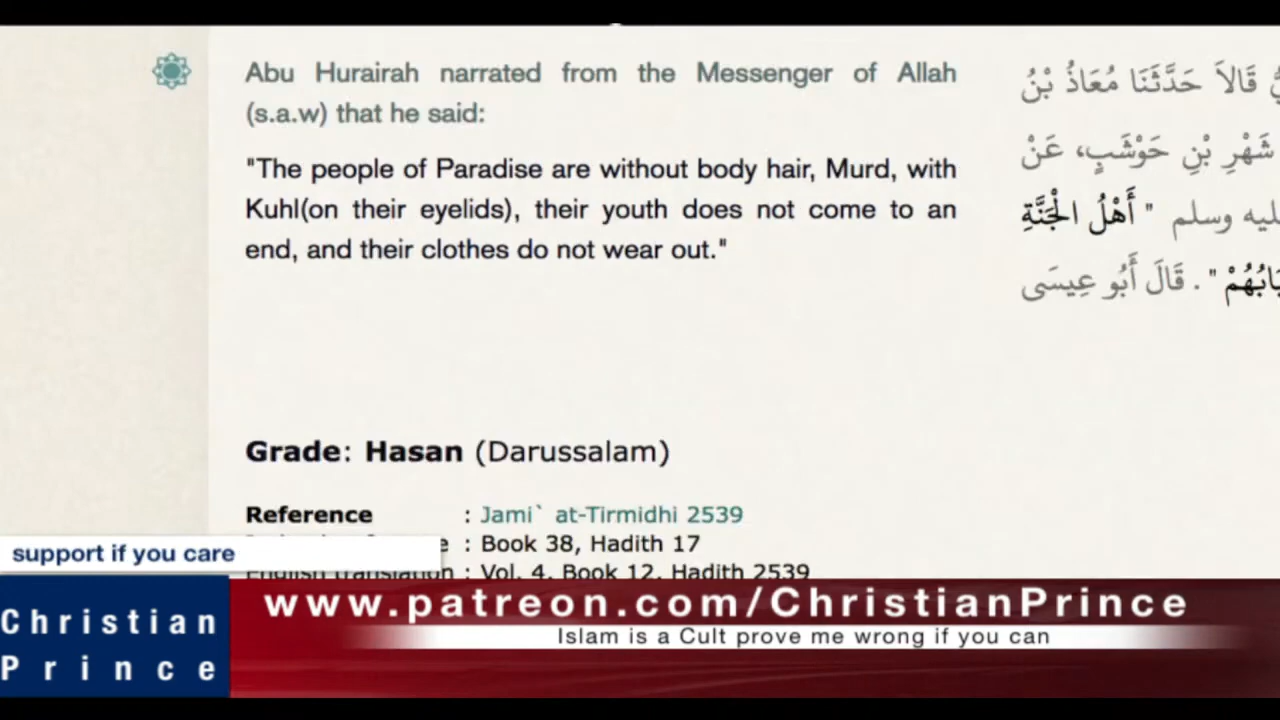 Abu Hurairah narrated from the Messenger of Allah
(s.a.w) that he said:
"The people of Paradise are without body hair, Murd, with
Kuhl(on their eyelids), their youth does not come to an
end, and their clothes do not wear out."
قَالاَ حَدَّثَنَا مُعَاذُ بْنُ
شَهْرِ بْنِ حَوْشَبٍ، عَنْ
وسلم " أَهْلُ الْجَنَّةِ
" . قَالَ أَبُو عِيسَى
Grade: Hasan (Darussalam)
Reference : Jami` at-Tirmidhi 2539
: Book 38, Hadith 17
English translation : Vol. 4, Book 12, Hadith 2539
support if you care
Christian
Prince
www.patreon.com/ChristianPrince
Islam is a Cult prove me wrong if you can